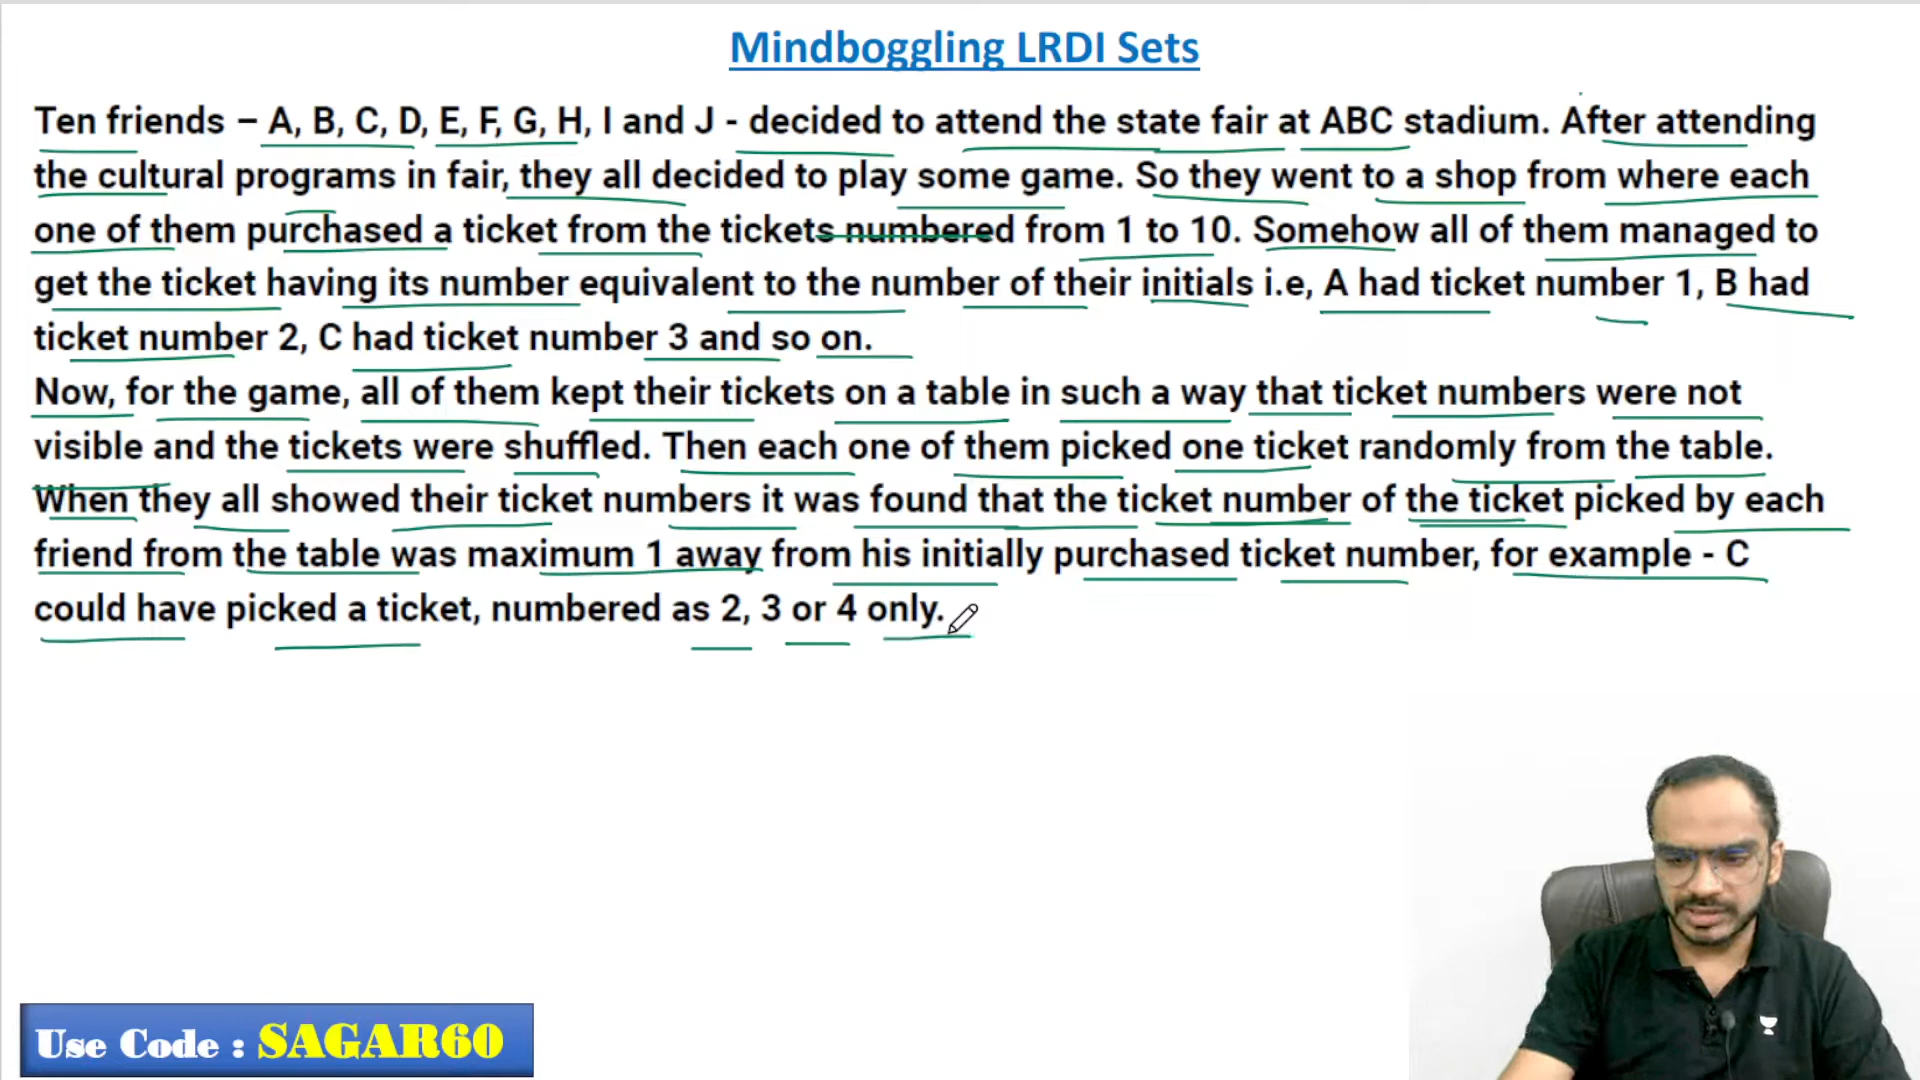 Mindboggling LRDI Sets
Ten friends – A, B, C, D, E, F, G, H, I and J - decided to attend the state fair at ABC stadium. After attending
the cultural programs in fair, they all decided to play some game. So they went to a shop from where each
one of them purchased a ticket from the tickets numbered from 1 to 10. Somehow all of them managed to
get the ticket having its number equivalent to the number of their initials i.e, A had ticket number 1, B had
ticket number 2, C had ticket number 3 and so on.
Now, for the game, all of them kept their tickets on a table in such a way that ticket numbers were not
visible and the tickets were shuffled. Then each one of them picked one ticket randomly from the table.
When they all showed their ticket numbers it was found that the ticket number of the ticket picked by each
friend from the table was maximum 1 away from his initially purchased ticket number, for example - C
could have picked a ticket, numbered as 2, 3 or 4 only.
Use Code : SAGAR60